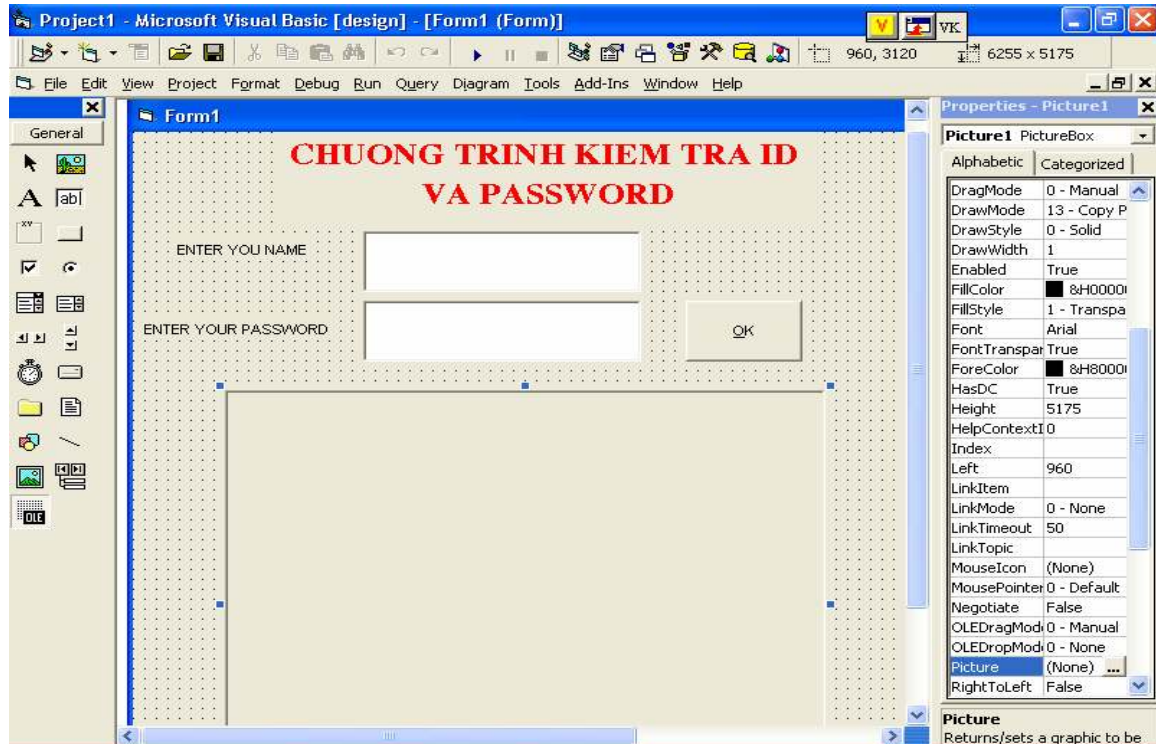 Project1 - Microsoft Visual Basic [design] - [Form1 (Form)]
V VK
960, 3120 6255 x 5175
File Edit View Project Format Debug Run Query Diagram Tools Add-Ins Window Help
General
A ab|
xv
OLE
Form1
CHUONG TRINH KIEM TRA ID
VA PASSWORD
ENTER YOU NAME
ENTER YOUR PASSWORD
OK
Properties - Picture1
Picture1 PictureBox
Alphabetic Categorized
DragMode 0 - Manual
DrawMode 13 - Copy P
DrawStyle 0 - Solid
DrawWidth 1
Enabled True
FillColor &H0000
FillStyle 1 - Transpa
Font Arial
FontTranspar True
ForeColor &H8000
HasDC True
Height 5175
HelpContextI 0
Index
Left 960
LinkItem
LinkMode 0 - None
LinkTimeout 50
LinkTopic
MouseIcon (None)
MousePointer 0 - Default
Negotiate False
OLEDragMod 0 - Manual
OLEDropMod 0 - None
Picture (None) ...
RightToLeft False
Picture
Returns/sets a graphic to be